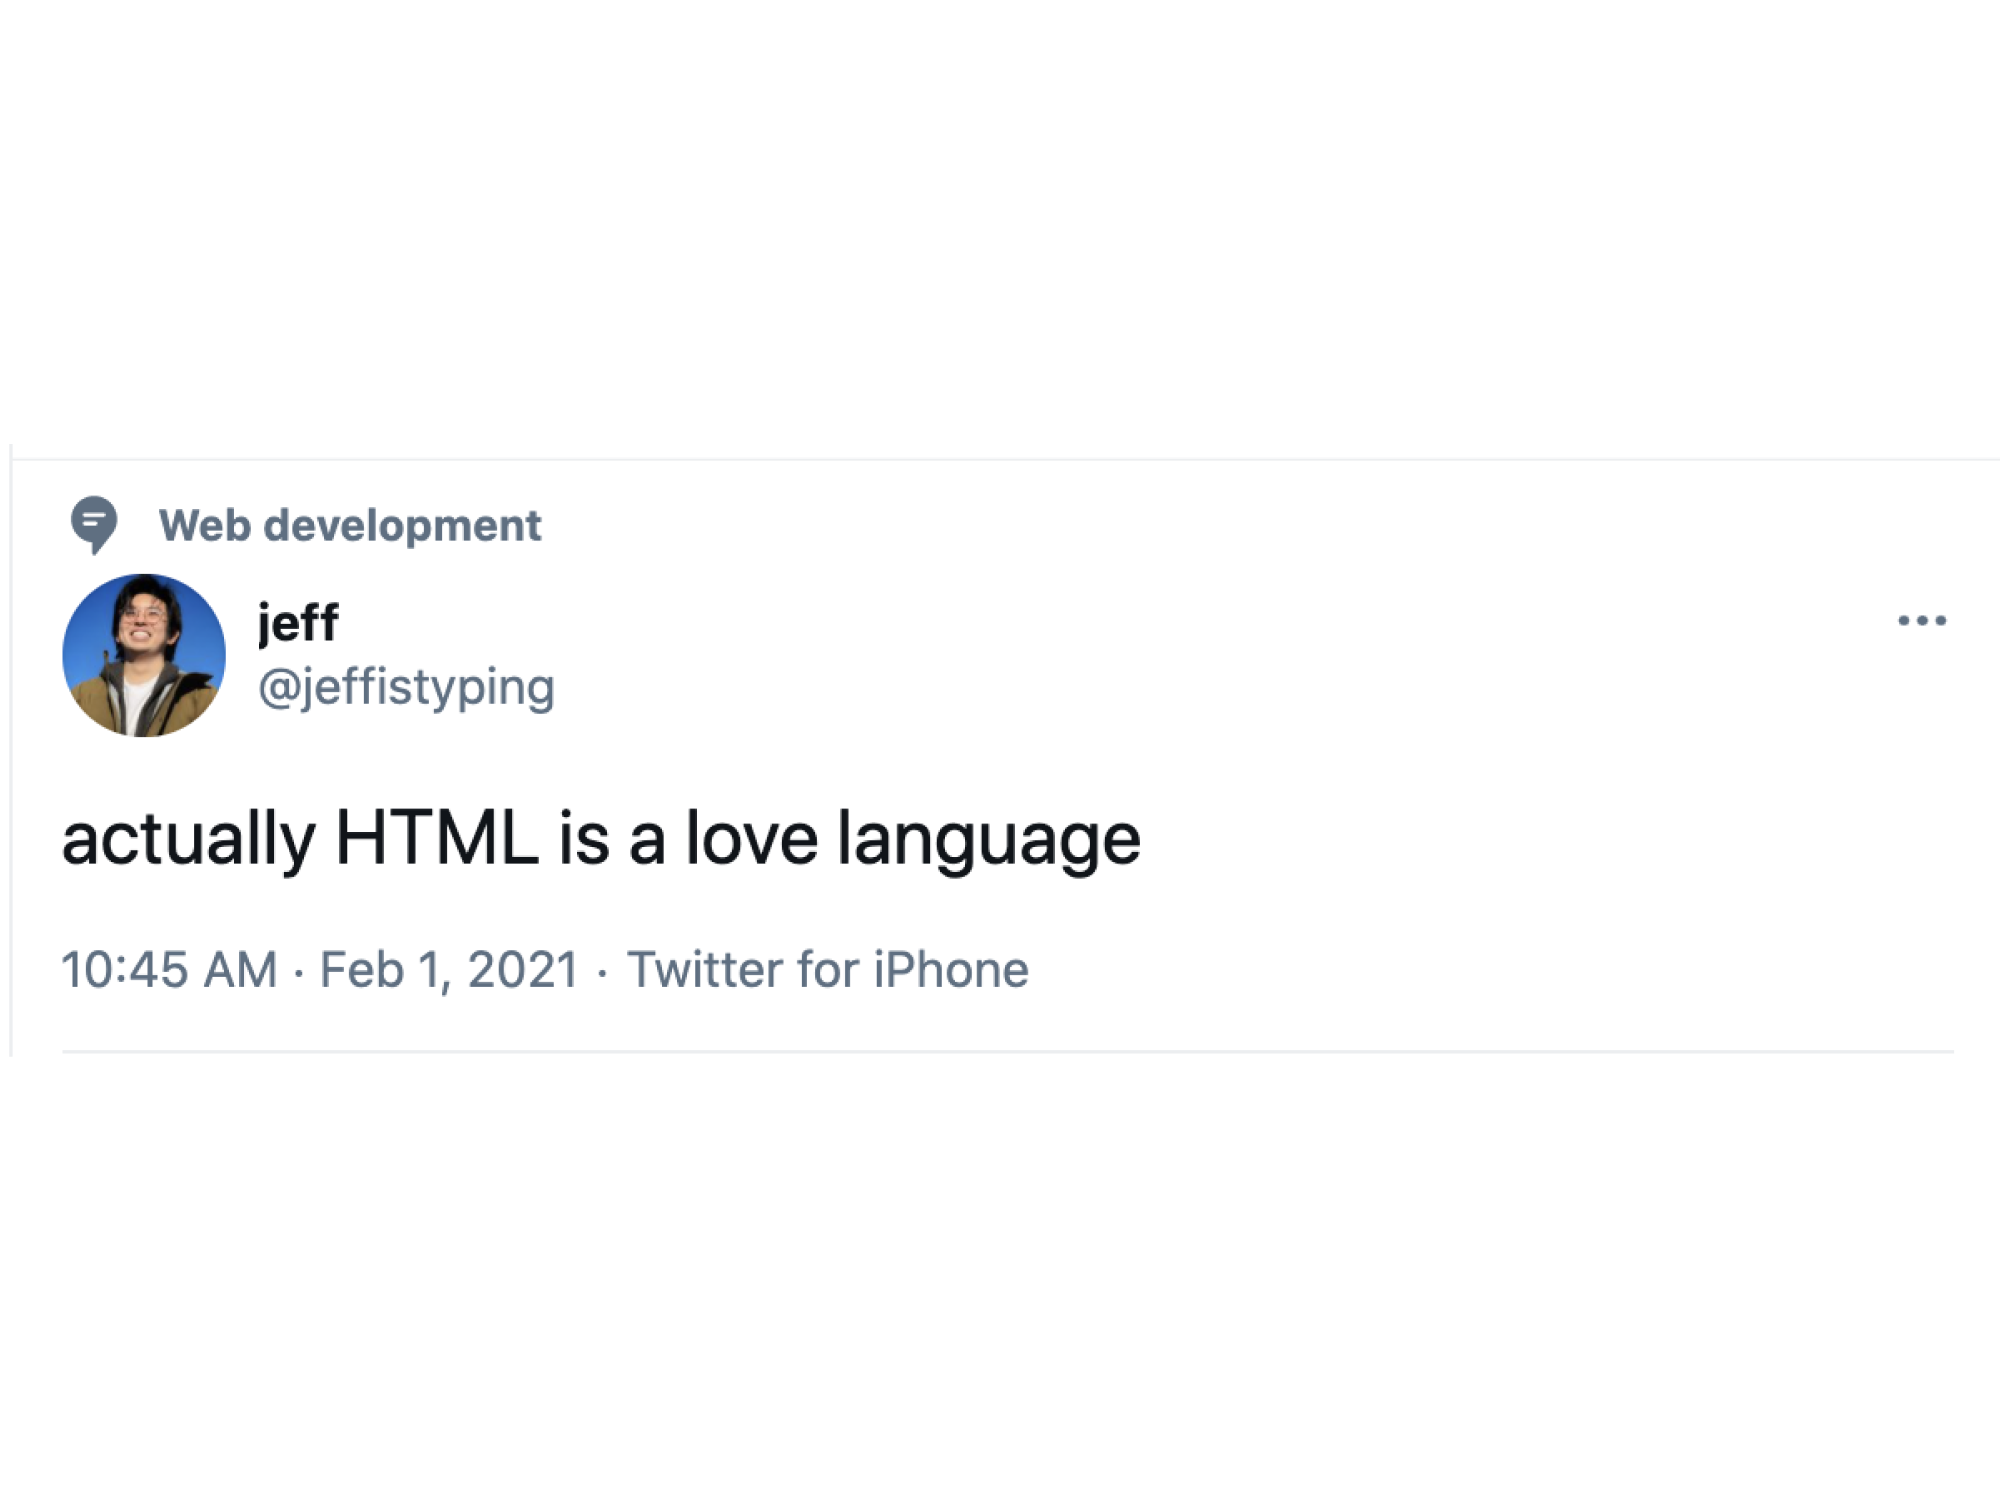 Web development
jeff
@jeffistyping
actually HTML is a love language
10:45 AM · Feb 1, 2021 · Twitter for iPhone